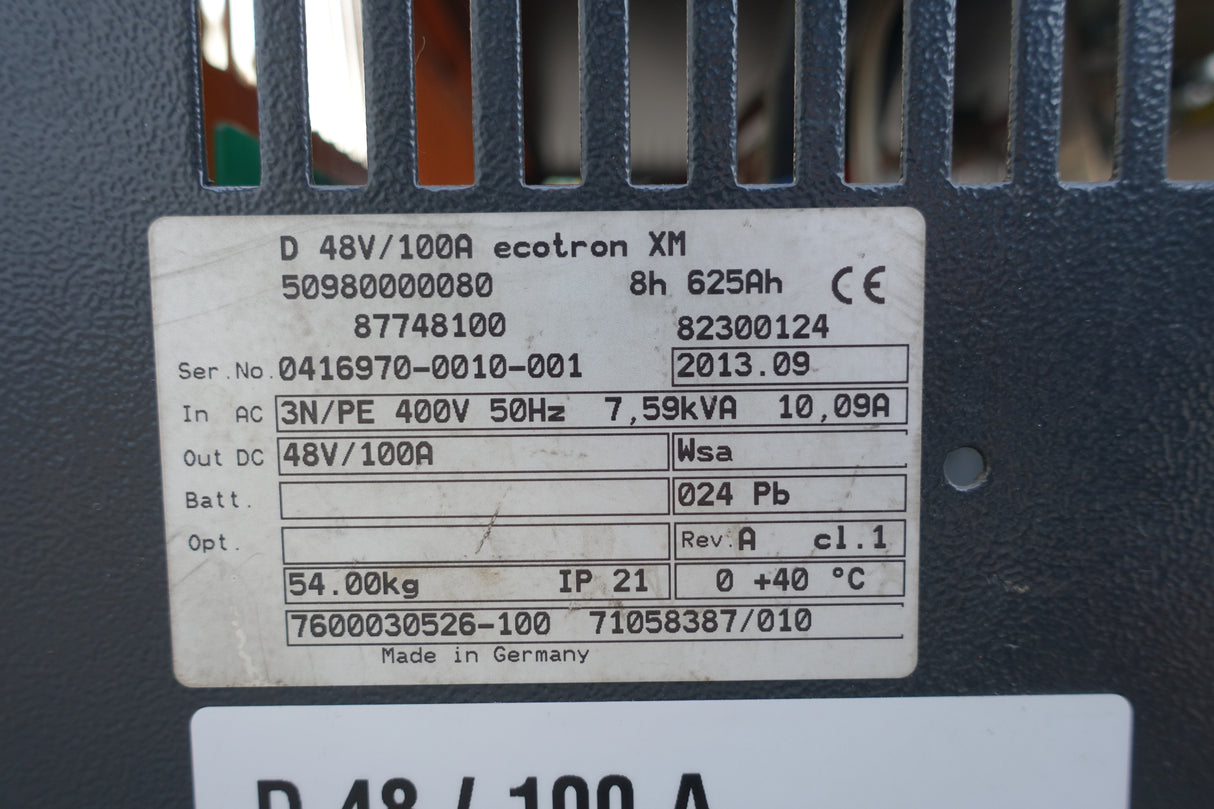 D 48V/100A ecotron XM
50980000080 8h 625Ah CE
87748100 82300124
Ser.No. 0416970-0010-001 2013.09
In AC 3N/PE 400V 50Hz 7,59kVA 10,09A
Out DC 48V/100A Wsa
Batt. 024 Pb
Opt. Rev. A cl.1
54.00kg IP 21 0 +40 °C
7600030526-100 71058387/010
Made in Germany
D 48 / 100 A